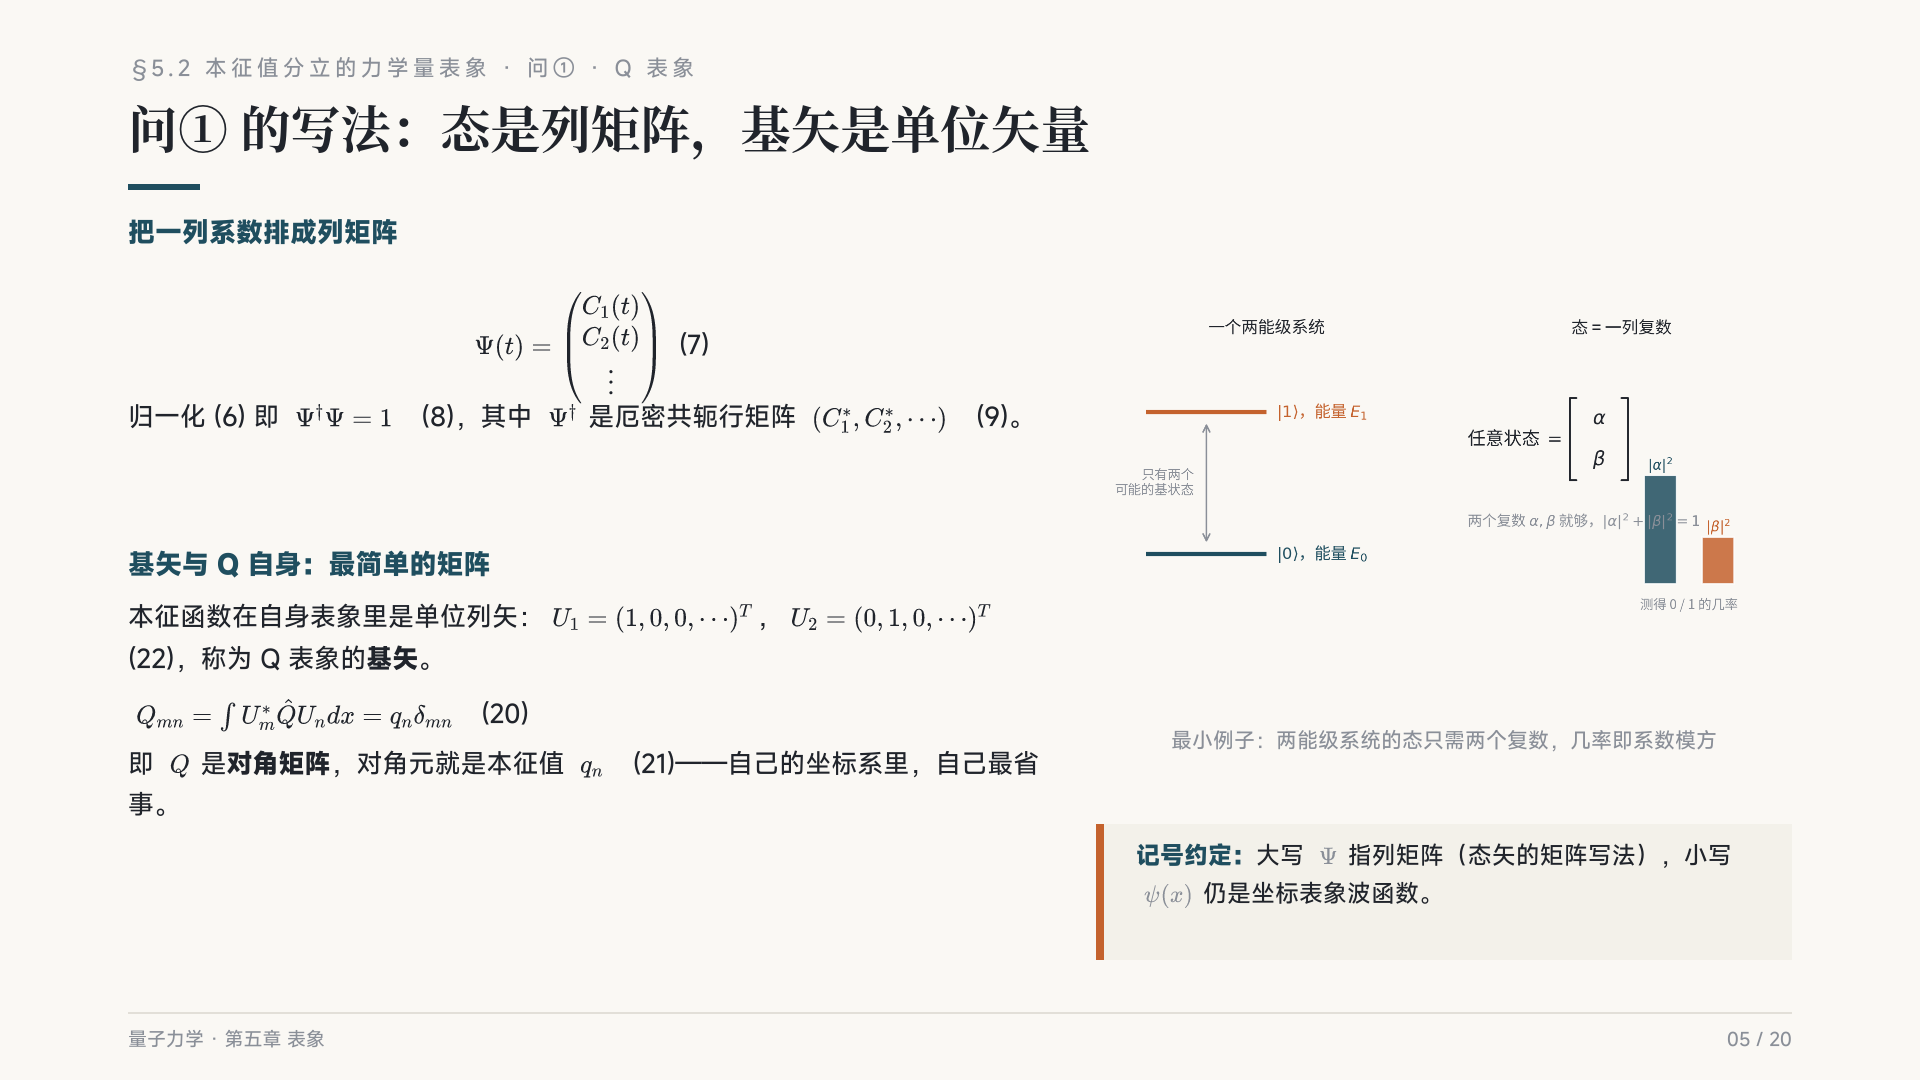 §5.2 本征值分立的力学量表象 · 问① · Q 表象
问① 的写法：态是列矩阵，基矢是单位矢量
把一列系数排成列矩阵
Ψ(t) = (C₁(t) C₂(t) ⋮) (7)
归一化 (6) 即 Ψ†Ψ = 1 (8)，其中 Ψ† 是厄密共轭行矩阵 (C₁*, C₂*, ⋯) (9)。
基矢与 Q 自身：最简单的矩阵
本征函数在自身表象里是单位列矢： U₁ = (1, 0, 0, ⋯)ᵀ， U₂ = (0, 1, 0, ⋯)ᵀ
(22)，称为 Q 表象的基矢。
Qₘₙ = ∫ Uₘ* Q̂ Uₙ dx = qₙ δₘₙ (20)
即 Q 是对角矩阵，对角元就是本征值 qₙ (21)——自己的坐标系里，自己最省
事。
一个两能级系统
|1⟩，能量 E₁
只有两个
可能的基状态
|0⟩，能量 E₀
态 = 一列复数
任意状态 = [α β]
|α|²
两个复数 α, β 就够，|α|² + |β|² = 1
|β|²
测得 0 / 1 的几率
最小例子：两能级系统的态只需两个复数，几率即系数模方
记号约定：大写 Ψ 指列矩阵（态矢的矩阵写法），小写
ψ(x) 仍是坐标表象波函数。
量子力学 · 第五章 表象
05 / 20